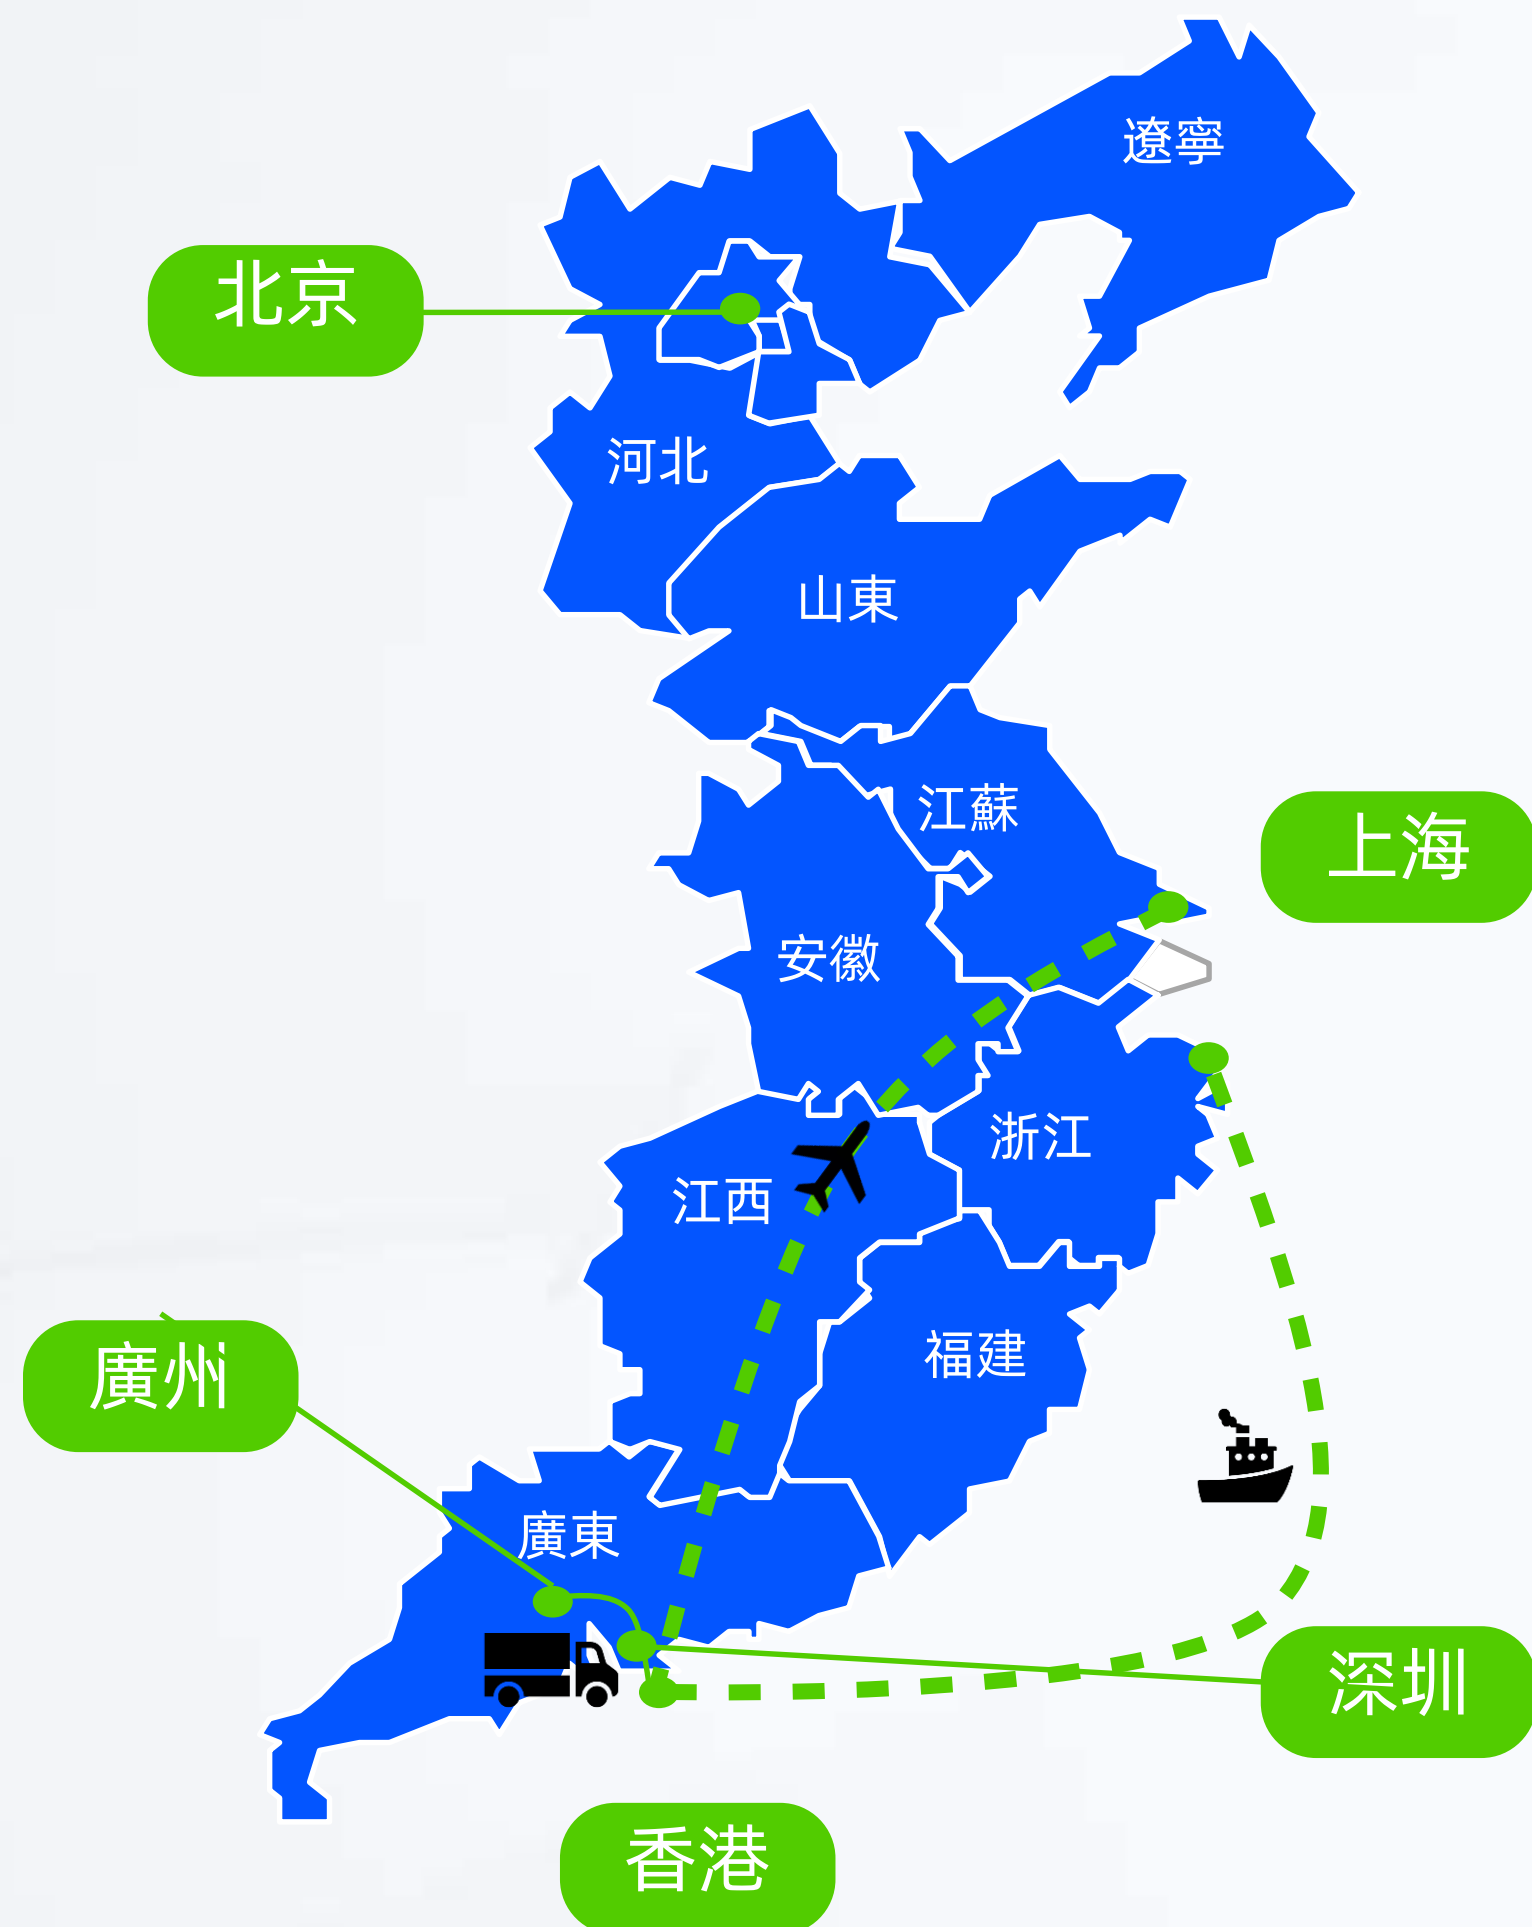 遼寧
北京
河北
山東
江蘇
上海
安徽
浙江
江西
福建
廣州
廣東
深圳
香港